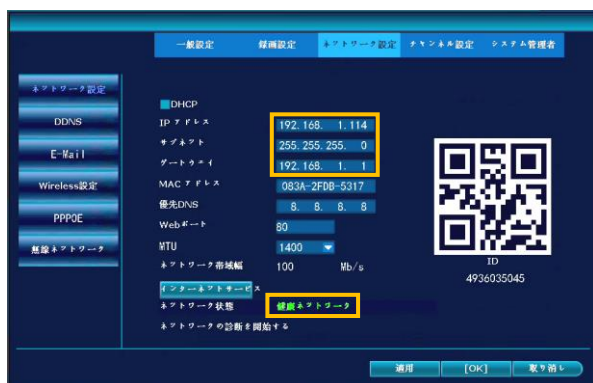 一般設定 録画設定 ネットワーク設定 チャンネル設定 システム管理者
ネットワーク設定
DDNS
E-Mail
Wireless設定
PPPOE
無線ネットワーク
DHCP
IPアドレス 192.168. 1.114
サブネット 255.255.255. 0
ゲートウェイ 192.168. 1. 1
MACアドレス 083A-2FDB-5317
優先DNS 8. 8. 8. 8
Webポート 80
MTU 1400
ネットワーク帯域幅 100 Mb/s
インターネットサービス
ネットワーク状態 健康ネットワーク
ネットワークの診断を開始する
ID
4936035045
適用 [OK] 取り消し